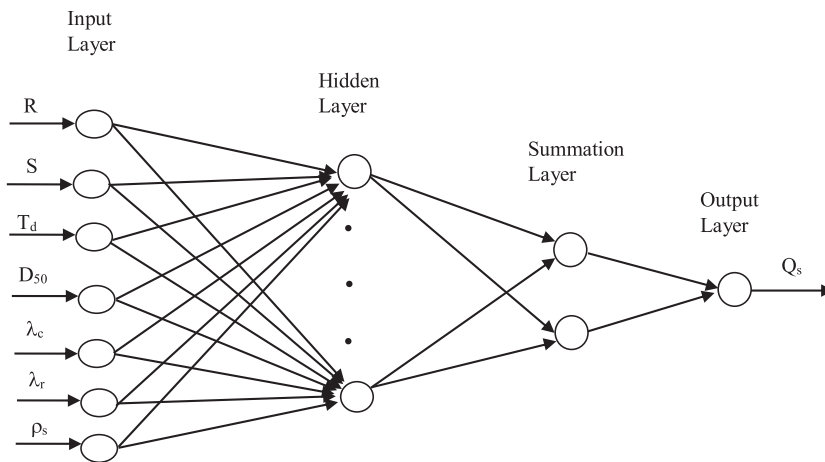 Input
Layer
Hidden
Layer
Summation
Layer
Output
Layer
R
S
T_d
D_50
λ_c
λ_r
ρ_s
Q_s